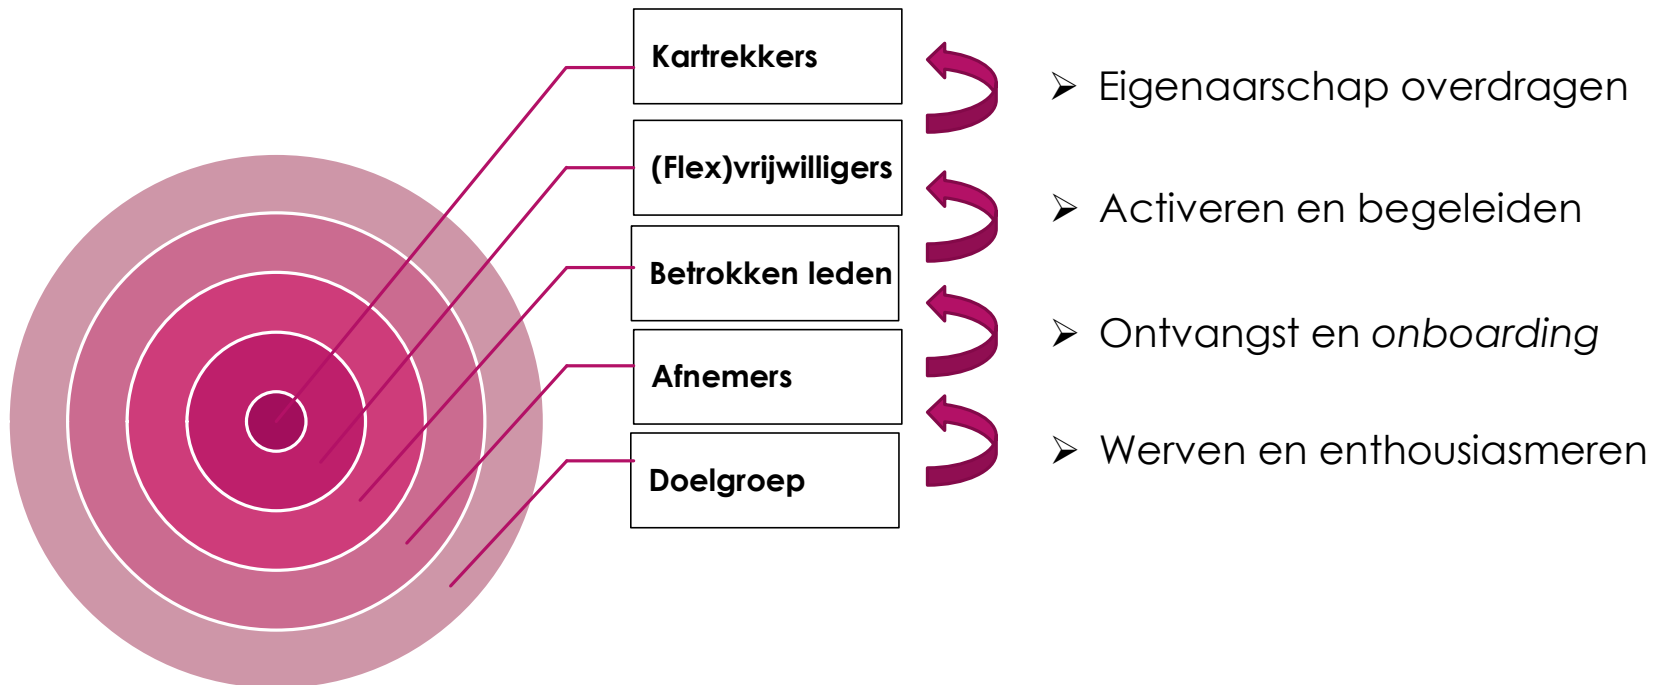 Kartrekkers
(Flex)vrijwilligers
Betrokken leden
Afnemers
Doelgroep
➢ Eigenaarschap overdragen
➢ Activeren en begeleiden
➢ Ontvangst en onboarding
➢ Werven en enthousiasmeren